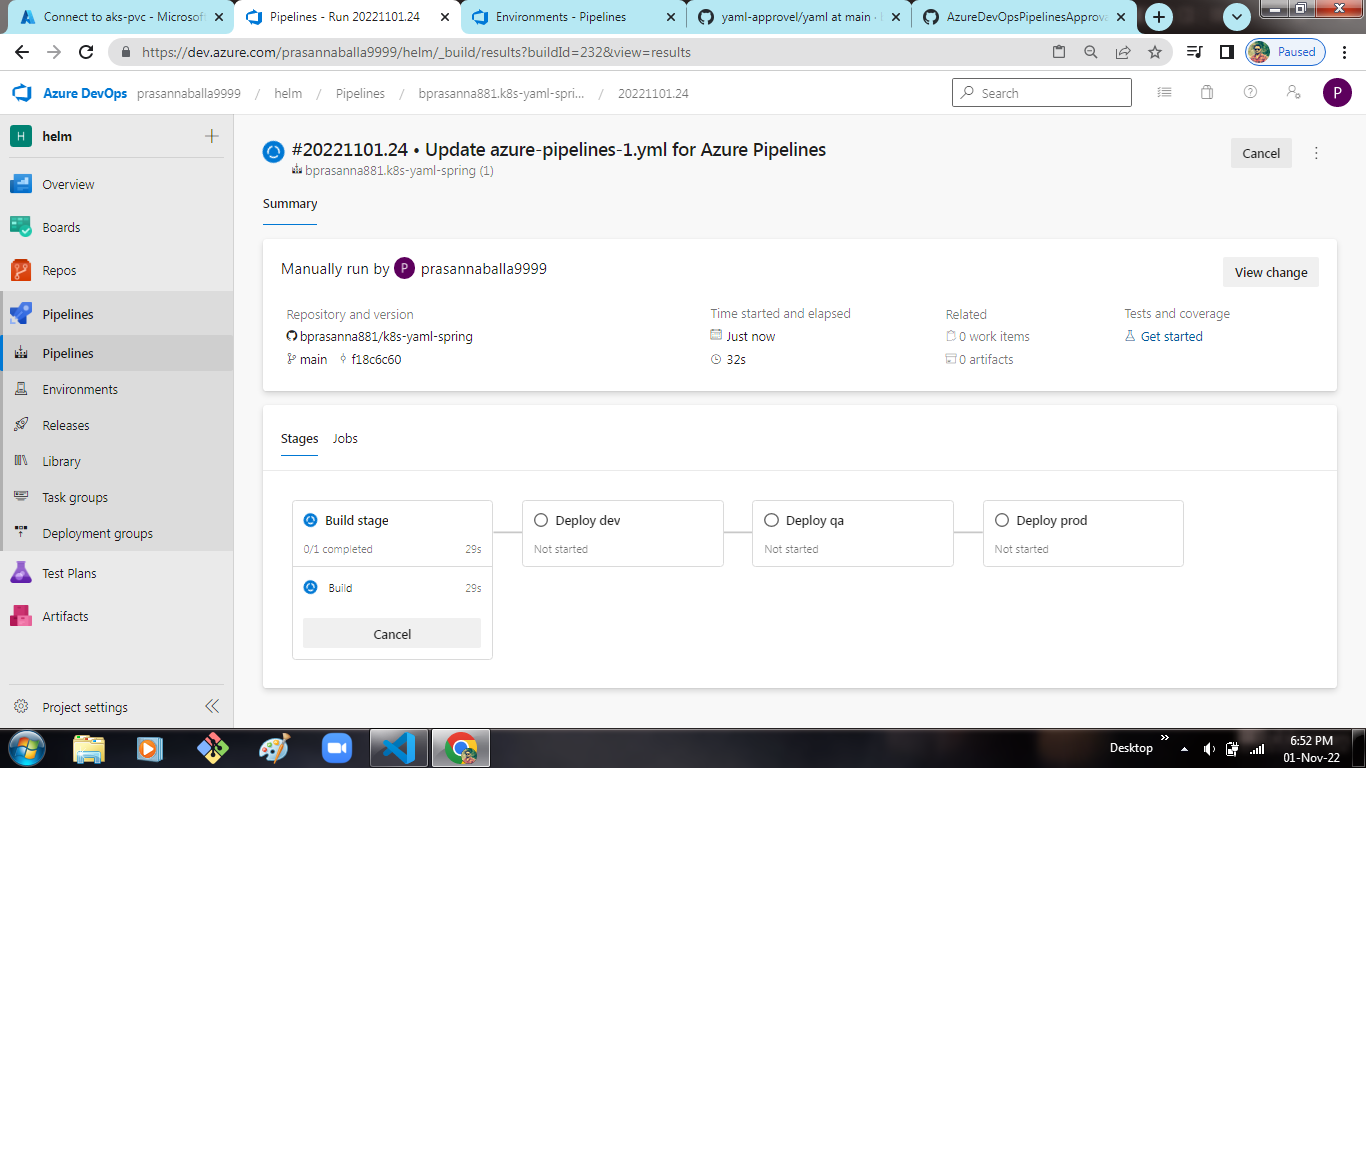 Connect to aks-pvc - Microsoft
Pipelines - Run 20221101.24
Environments - Pipelines
yaml-approvel/yaml at main ·
AzureDevOpsPipelinesApprova
https://dev.azure.com/prasannaballa9999/helm/_build/results?buildId=232&view=results
Paused
Azure DevOps prasannaballa9999 / helm / Pipelines / bprasanna881.k8s-yaml-spri... / 20221101.24
Search
P
H helm
Overview
Boards
Repos
Pipelines
Pipelines
Environments
Releases
Library
Task groups
Deployment groups
Test Plans
Artifacts
Project settings
#20221101.24 • Update azure-pipelines-1.yml for Azure Pipelines
bprasanna881.k8s-yaml-spring (1)
Cancel
Summary
Manually run by P prasannaballa9999
View change
Repository and version
bprasanna881/k8s-yaml-spring
main f18c6c60
Time started and elapsed
Just now
32s
Related
0 work items
0 artifacts
Tests and coverage
Get started
Stages Jobs
Build stage
0/1 completed 29s
Build 29s
Cancel
Deploy dev
Not started
Deploy qa
Not started
Deploy prod
Not started
Desktop
6:52 PM
01-Nov-22